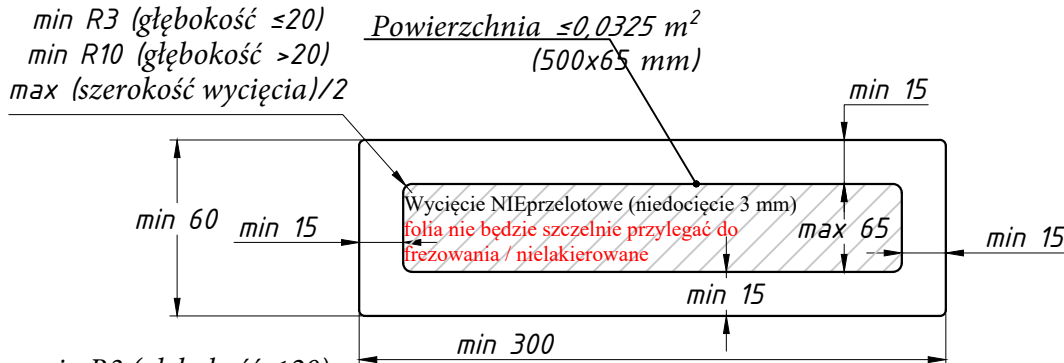 min R3 (głębokość ≤20)
min R10 (głębokość >20)
max (szerokość wycięcia)/2
Powierzchnia ≤0,0325 m²
(500x65 mm)
min 15
Wycięcie NIEprzelotowe (niedocięcie 3 mm)
folia nie będzie szczelnie przylegać do
frezowania / nielakierowane
min 60
min 15
max 65
min 15
min 15
min 300